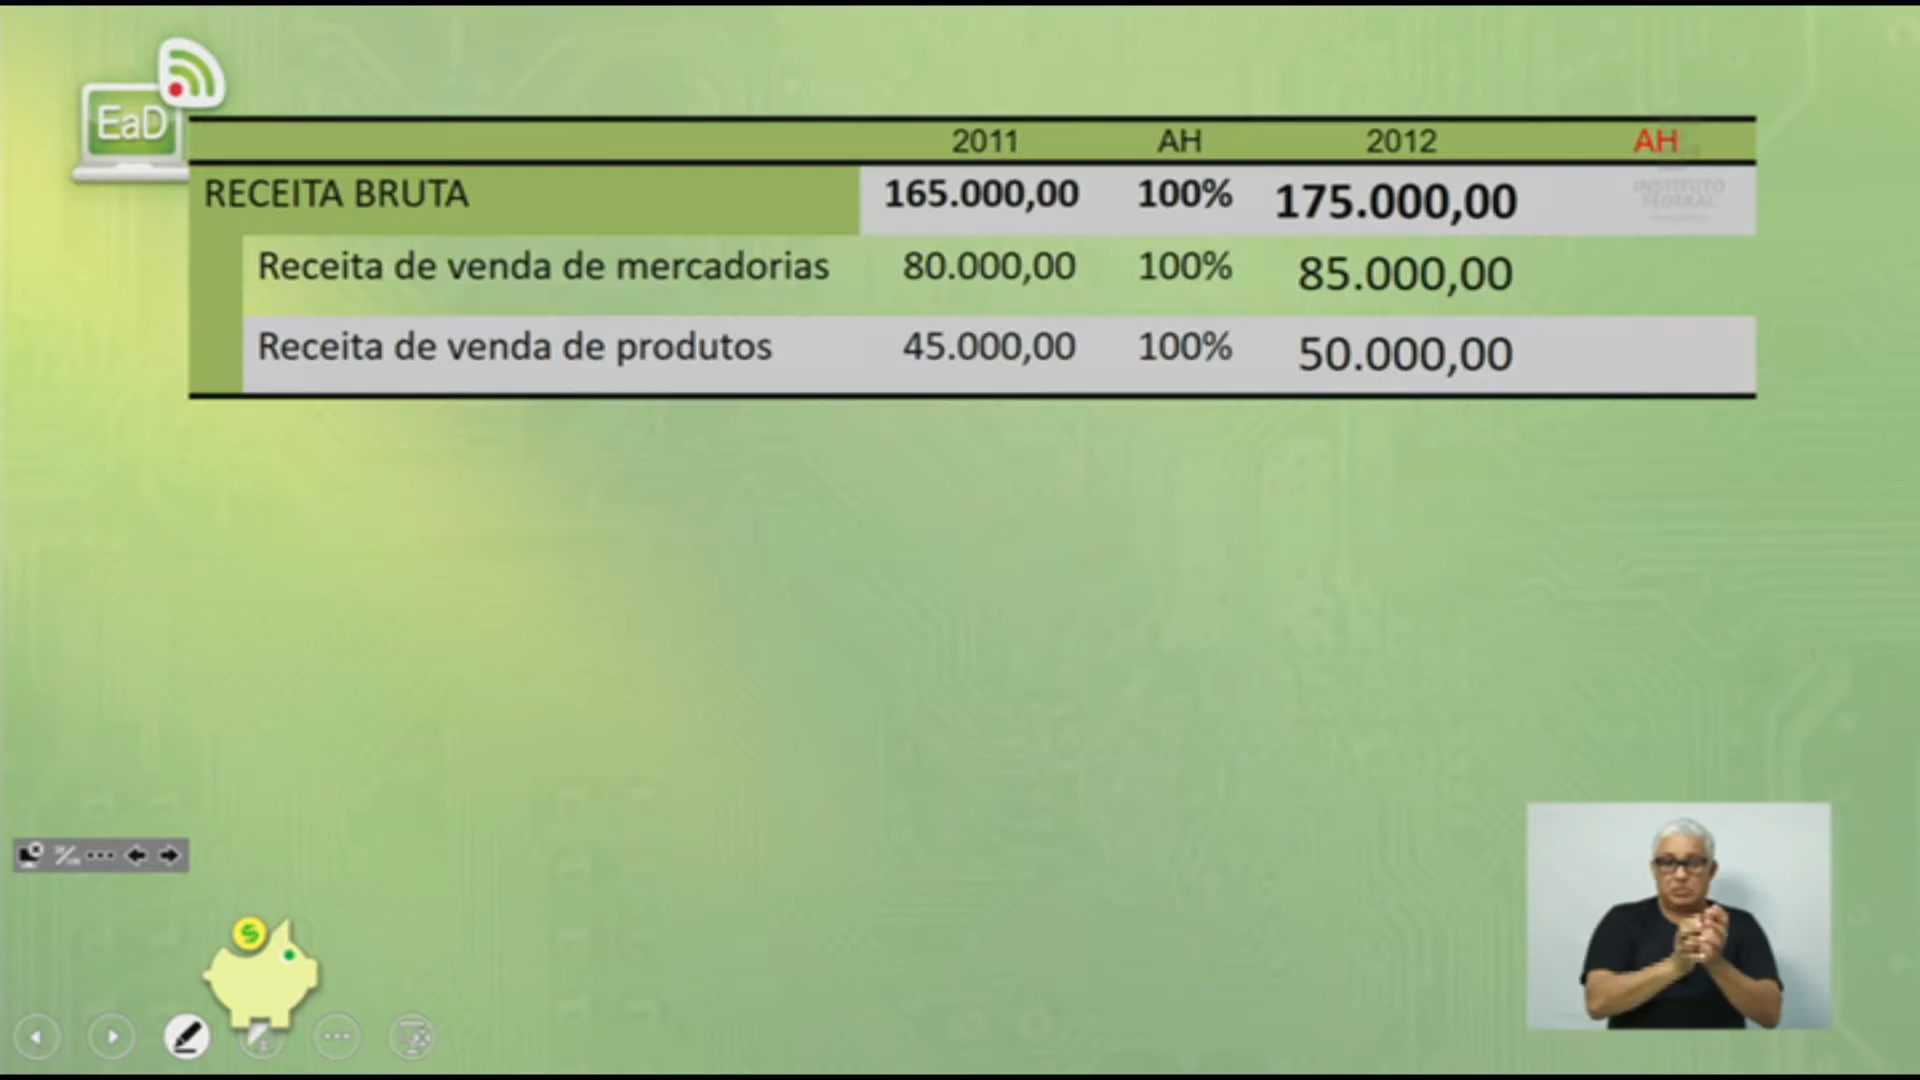 EaD
2011 AH 2012 AH
RECEITA BRUTA 165.000,00 100% 175.000,00
INSTITUTO
FEDERAL
Receita de venda de mercadorias 80.000,00 100% 85.000,00
Receita de venda de produtos 45.000,00 100% 50.000,00
$